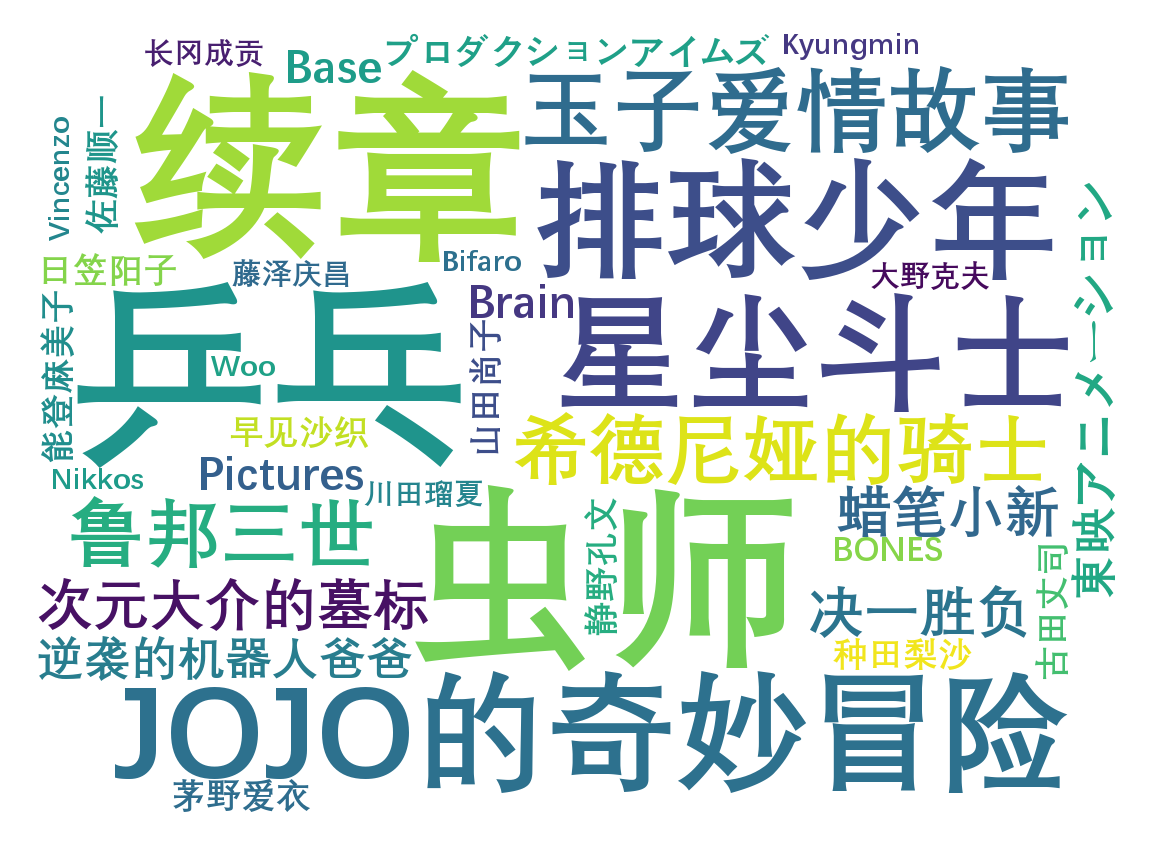 长冈成贡
Base
プロダクションアイムズ
Kyungmin
续章
玉子爱情故事
Vincenzo
佐藤顺一
排球少年
東映アニメーション
日笠阳子
藤泽庆昌
Bifaro
大野克夫
乒乓
Brain
星尘斗士
能登麻美子
Woo
山田尚子
早见沙织
希德尼娅的骑士
Nikkos
Pictures
川田瑠夏
蜡笔小新
鲁邦三世
虫师
静野孔文
BONES
古田丈司
次元大介的墓标
决一胜负
逆袭的机器人爸爸
种田梨沙
JOJO的奇妙冒险
茅野爱衣